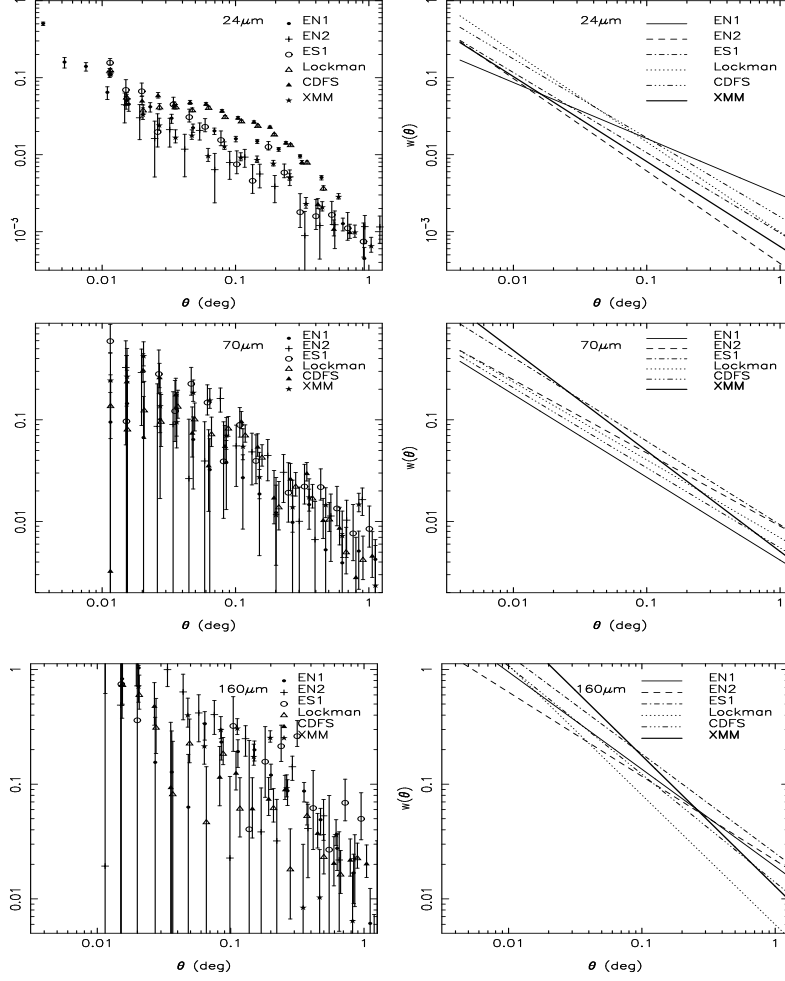 24μm
EN1
EN2
ES1
Lockman
CDFS
XMM
0.1
0.01
10⁻³
0.01
0.1
1
θ (deg)
24μm
EN1
EN2
ES1
Lockman
CDFS
XMM
w(θ)
0.1
0.01
10⁻³
0.01
0.1
1
θ (deg)
70μm
EN1
EN2
ES1
Lockman
CDFS
XMM
0.1
0.01
0.01
0.1
1
θ (deg)
70μm
EN1
EN2
ES1
Lockman
CDFS
XMM
w(θ)
0.1
0.01
0.01
0.1
1
θ (deg)
160μm
EN1
EN2
ES1
Lockman
CDFS
XMM
1
0.1
0.01
0.01
0.1
1
θ (deg)
160μm
EN1
EN2
ES1
Lockman
CDFS
XMM
w(θ)
1
0.1
0.01
0.01
0.1
1
θ (deg)